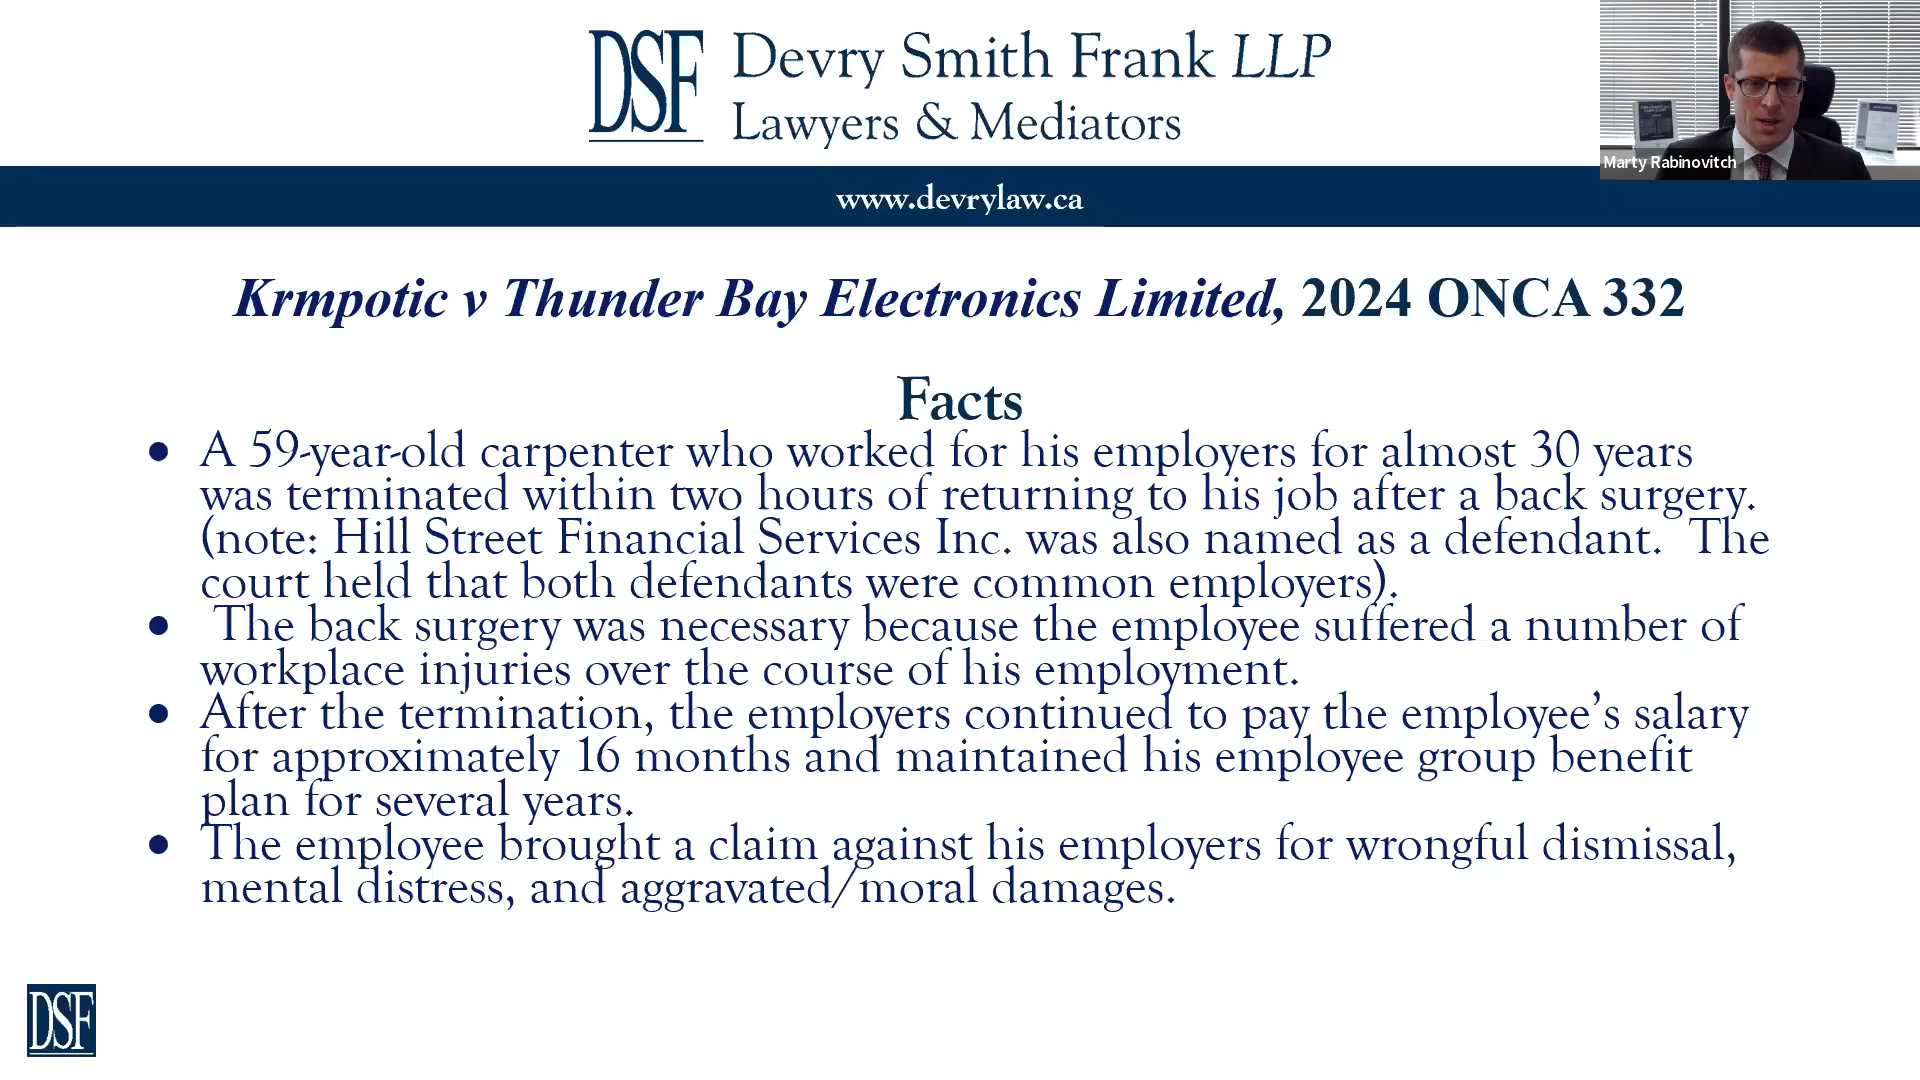 DSF
Devry Smith Frank LLP
Lawyers & Mediators
Marty Rabinovitch
www.devrylaw.ca
Krmpotic v Thunder Bay Electronics Limited, 2024 ONCA 332
Facts
• A 59-year-old carpenter who worked for his employers for almost 30 years
was terminated within two hours of returning to his job after a back surgery.
(note: Hill Street Financial Services Inc. was also named as a defendant. The
court held that both defendants were common employers).
• The back surgery was necessary because the employee suffered a number of
workplace injuries over the course of his employment.
• After the termination, the employers continued to pay the employee’s salary
for approximately 16 months and maintained his employee group benefit
plan for several years.
• The employee brought a claim against his employers for wrongful dismissal,
mental distress, and aggravated/moral damages.
DSF